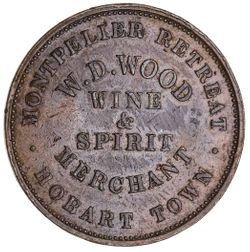 MONTPELIER RETREAT
W.D.WOOD
WINE
&
SPIRIT
MERCHANT
· HOBART TOWN ·